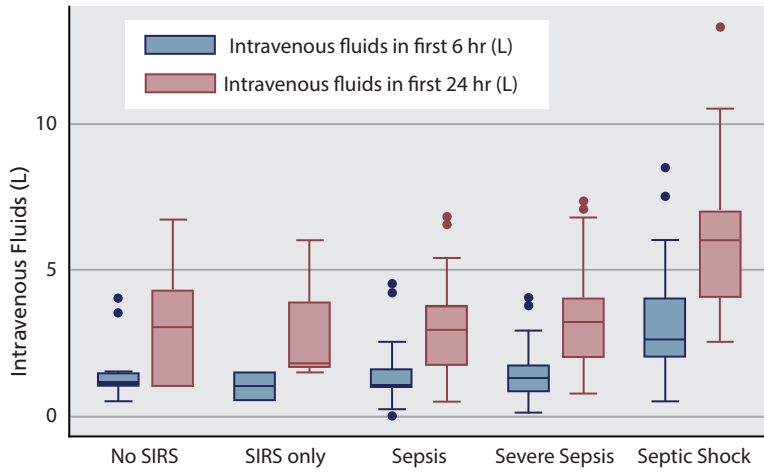 Intravenous fluids in first 6 hr (L)
Intravenous fluids in first 24 hr (L)
10
5
0
Intravenous Fluids (L)
No SIRS
SIRS only
Sepsis
Severe Sepsis
Septic Shock